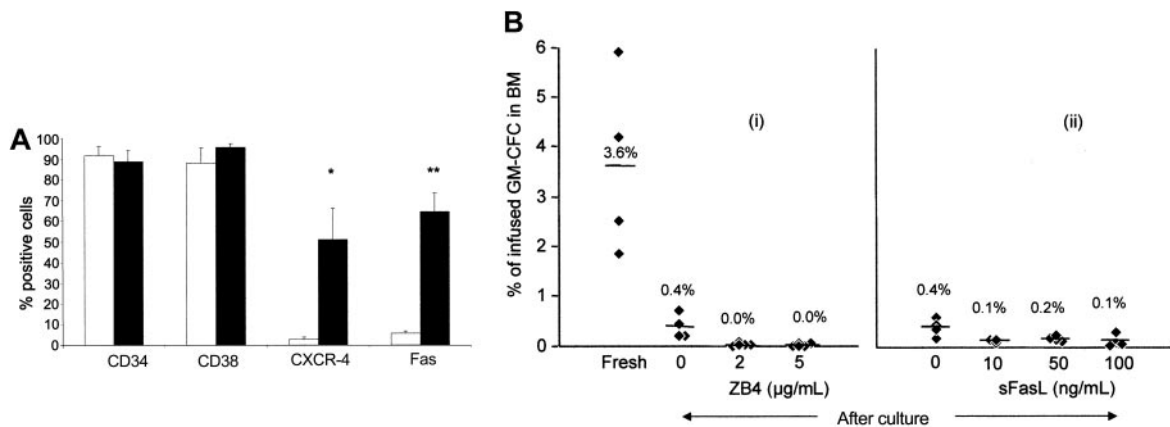 A
% positive cells
100
90
80
70
60
50
40
30
20
10
0
*
**
CD34 CD38 CXCR-4 Fas
B
% of infused GM-CFC in BM
6
5
4
3
2
1
0
(i) (ii)
3.6%
0.4% 0.0% 0.0% 0.4% 0.1% 0.2% 0.1%
Fresh 0 2 5 0 10 50 100
ZB4 (µg/mL) sFasL (ng/mL)
After culture